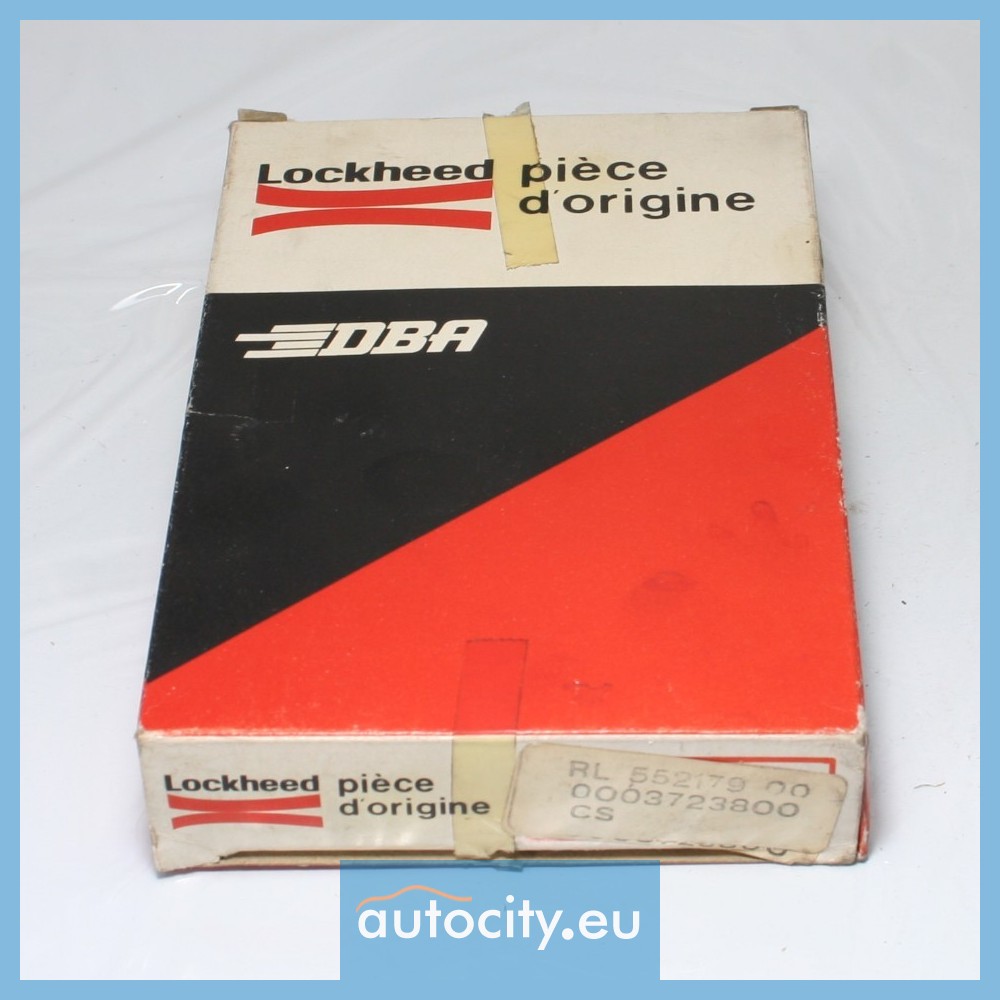 Lockheed pièce
d'origine
DBA
Lockheed pièce
d'origine
RL 552179 00
0003723800
CS
autocity.eu